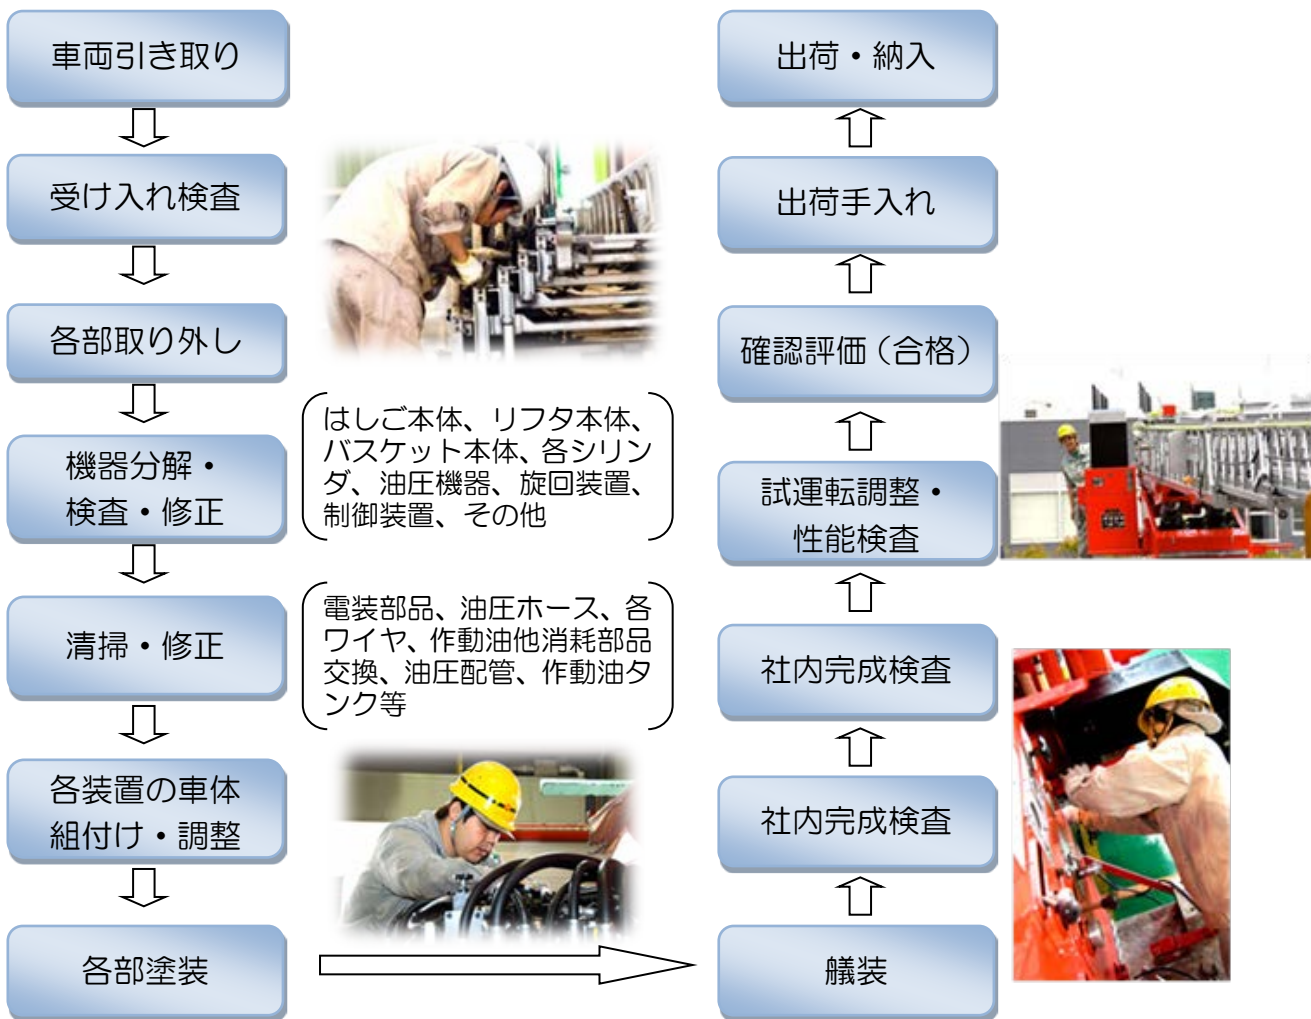 車両引き取り
受け入れ検査
各部取り外し
機器分解・
検査・修正
はしご本体、リフタ本体、
バスケット本体、各シリン
ダ、油圧機器、旋回装置、
制御装置、その他
清掃・修正
電装部品、油圧ホース、各
ワイヤ、作動油他消耗部品
交換、油圧配管、作動油タ
ンク等
各装置の車体
組付け・調整
各部塗装
艤装
社内完成検査
社内完成検査
試運転調整・
性能検査
確認評価（合格）
出荷手入れ
出荷・納入